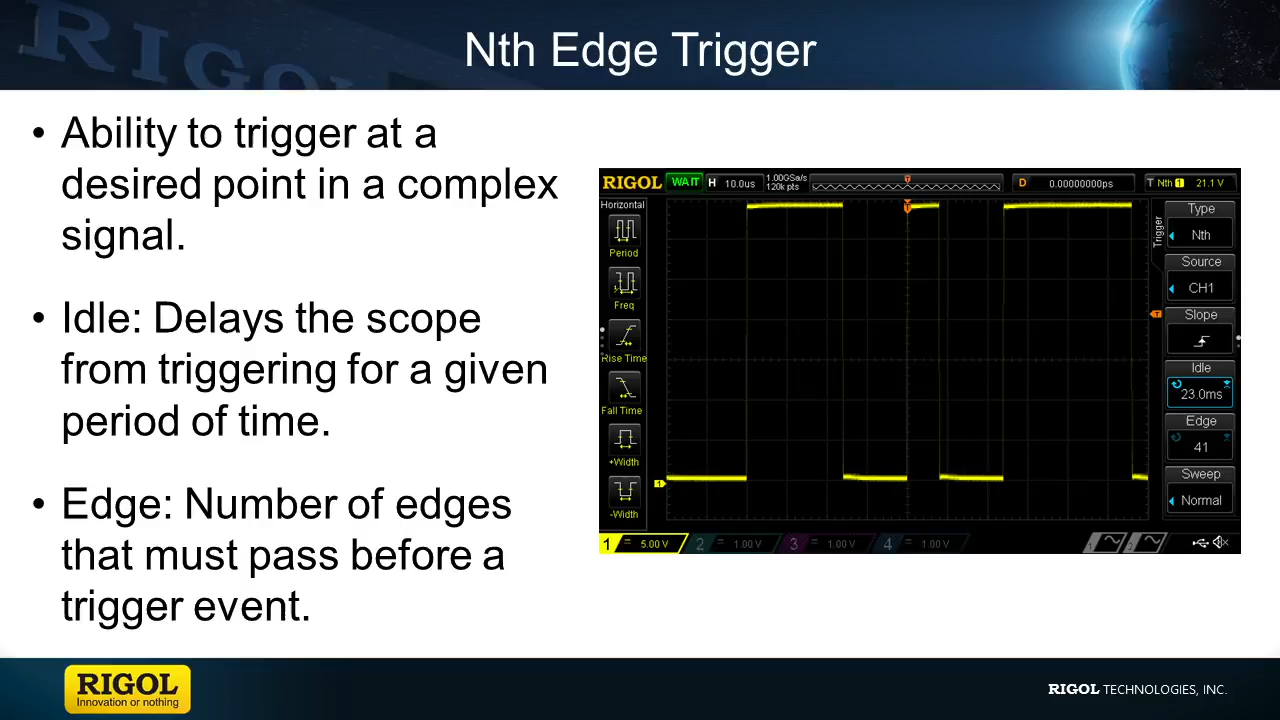 RIGOL
Nth Edge Trigger
• Ability to trigger at a
desired point in a complex
signal.
• Idle: Delays the scope
from triggering for a given
period of time.
• Edge: Number of edges
that must pass before a
trigger event.
RIGOL WAIT H 10.0us 1.00GSa/s 120k pts T D 0.00000000ps T Nth 1 21.1 V
Horizontal
Period
Freq
Rise Time
Fall Time
+Width
-Width
T
T
1
Trigger
Type
Nth
Source
CH1
Slope
Idle
23.0ms
Edge
41
Sweep
Normal
1 = 5.00 V 2 = 1.00 V 3 = 1.00 V 4 = 1.00 V
RIGOL
Innovation or nothing
RIGOL TECHNOLOGIES, INC.